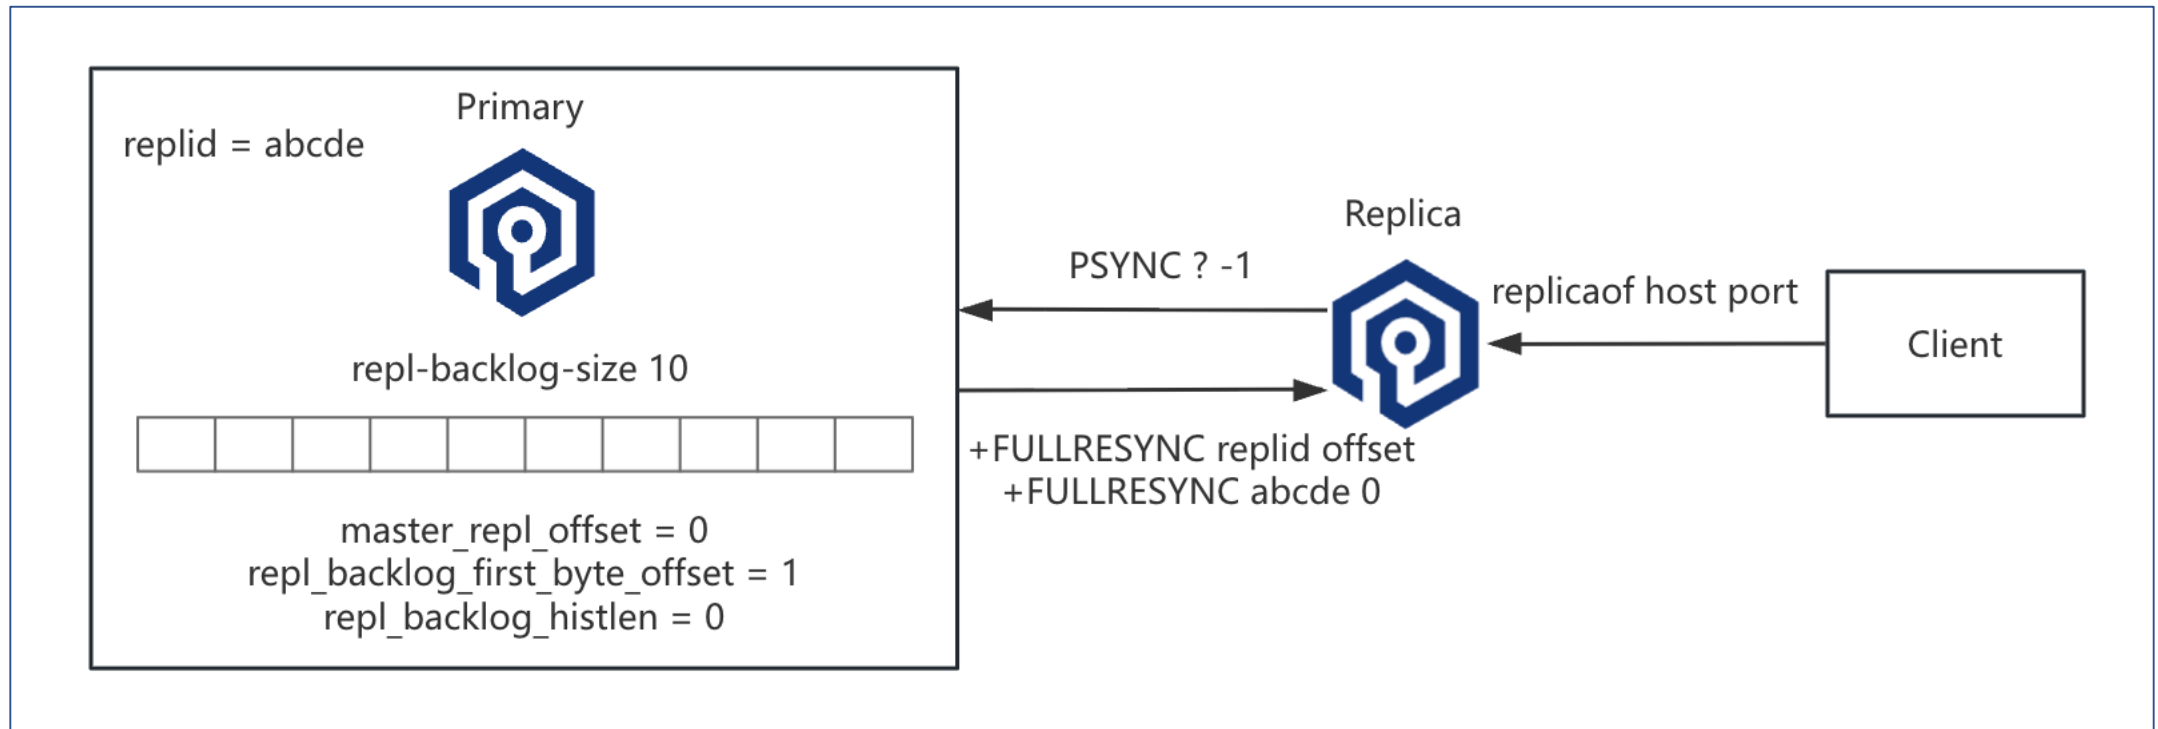 Primary
replid = abcde
repl-backlog-size 10
master_repl_offset = 0
repl_backlog_first_byte_offset = 1
repl_backlog_histlen = 0
PSYNC ? -1
+FULLRESYNC replid offset
+FULLRESYNC abcde 0
Replica
replicaof host port
Client